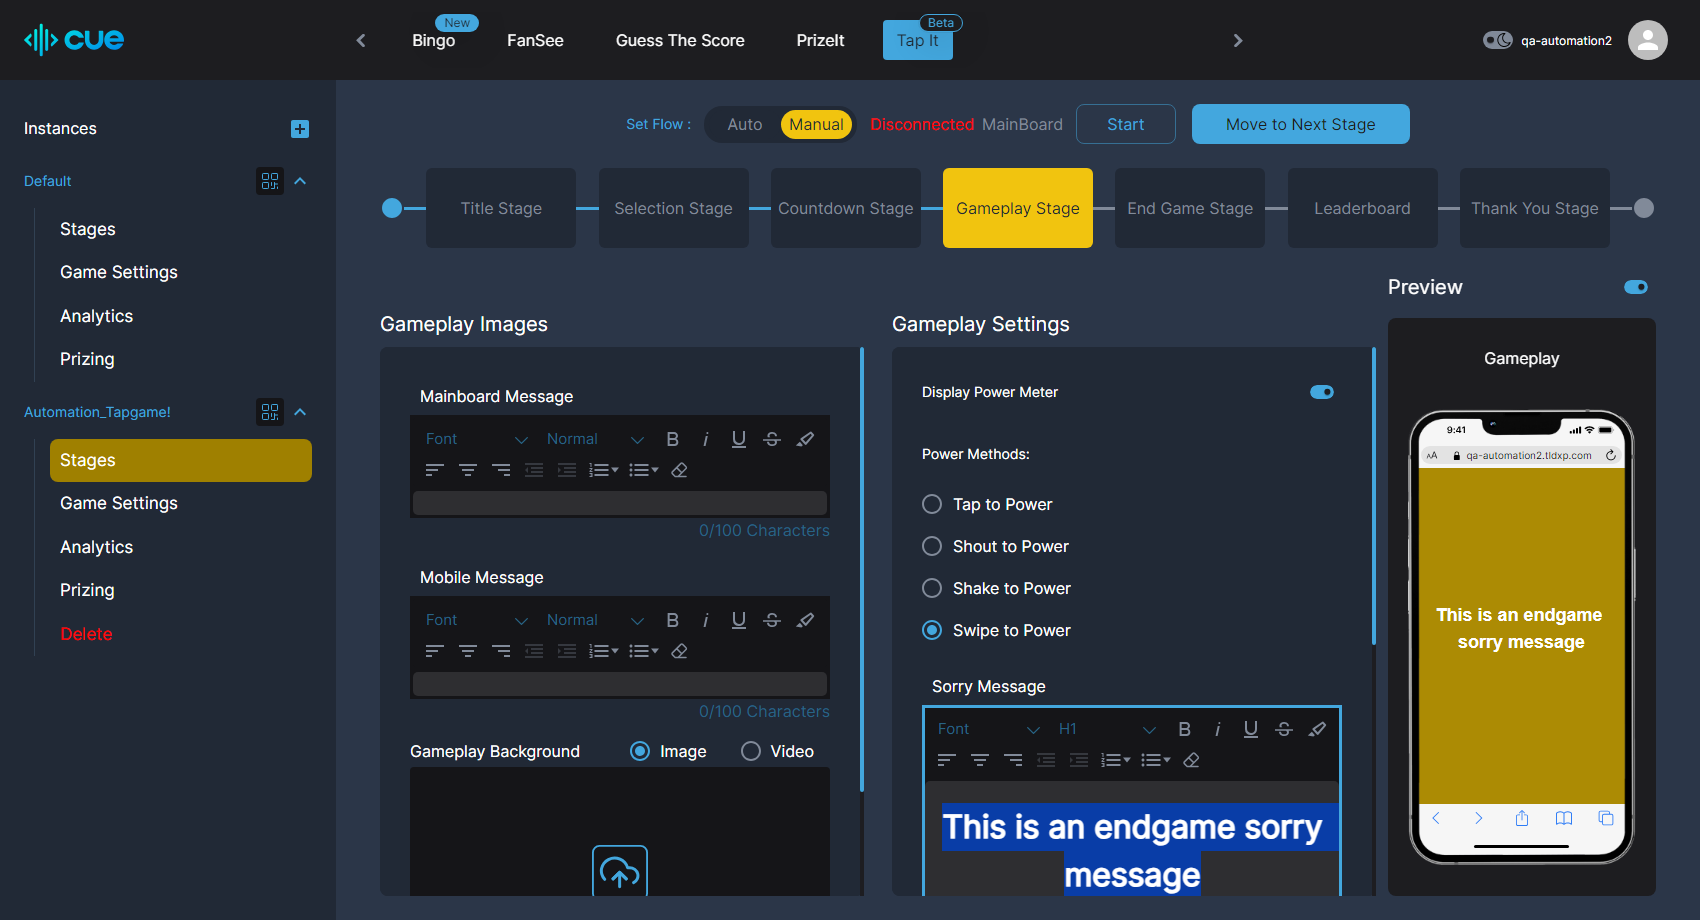 cue
Bingo
New
FanSee
Guess The Score
PrizeIt
Tap It
Beta
qa-automation2
Instances
Default
Stages
Game Settings
Analytics
Prizing
Automation_Tapgame!
Stages
Game Settings
Analytics
Prizing
Delete
Set Flow :
Auto
Manual
Disconnected MainBoard
Start
Move to Next Stage
Title Stage
Selection Stage
Countdown Stage
Gameplay Stage
End Game Stage
Leaderboard
Thank You Stage
Gameplay Images
Mainboard Message
Font
Normal
B
i
U
S
0/100 Characters
Mobile Message
Font
Normal
B
i
U
S
0/100 Characters
Gameplay Background
Image
Video
Gameplay Settings
Display Power Meter
Power Methods:
Tap to Power
Shout to Power
Shake to Power
Swipe to Power
Sorry Message
Font
H1
B
i
U
S
This is an endgame sorry
message
Preview
Gameplay
9:41
AA
qa-automation2.tldxp.com
This is an endgame
sorry message